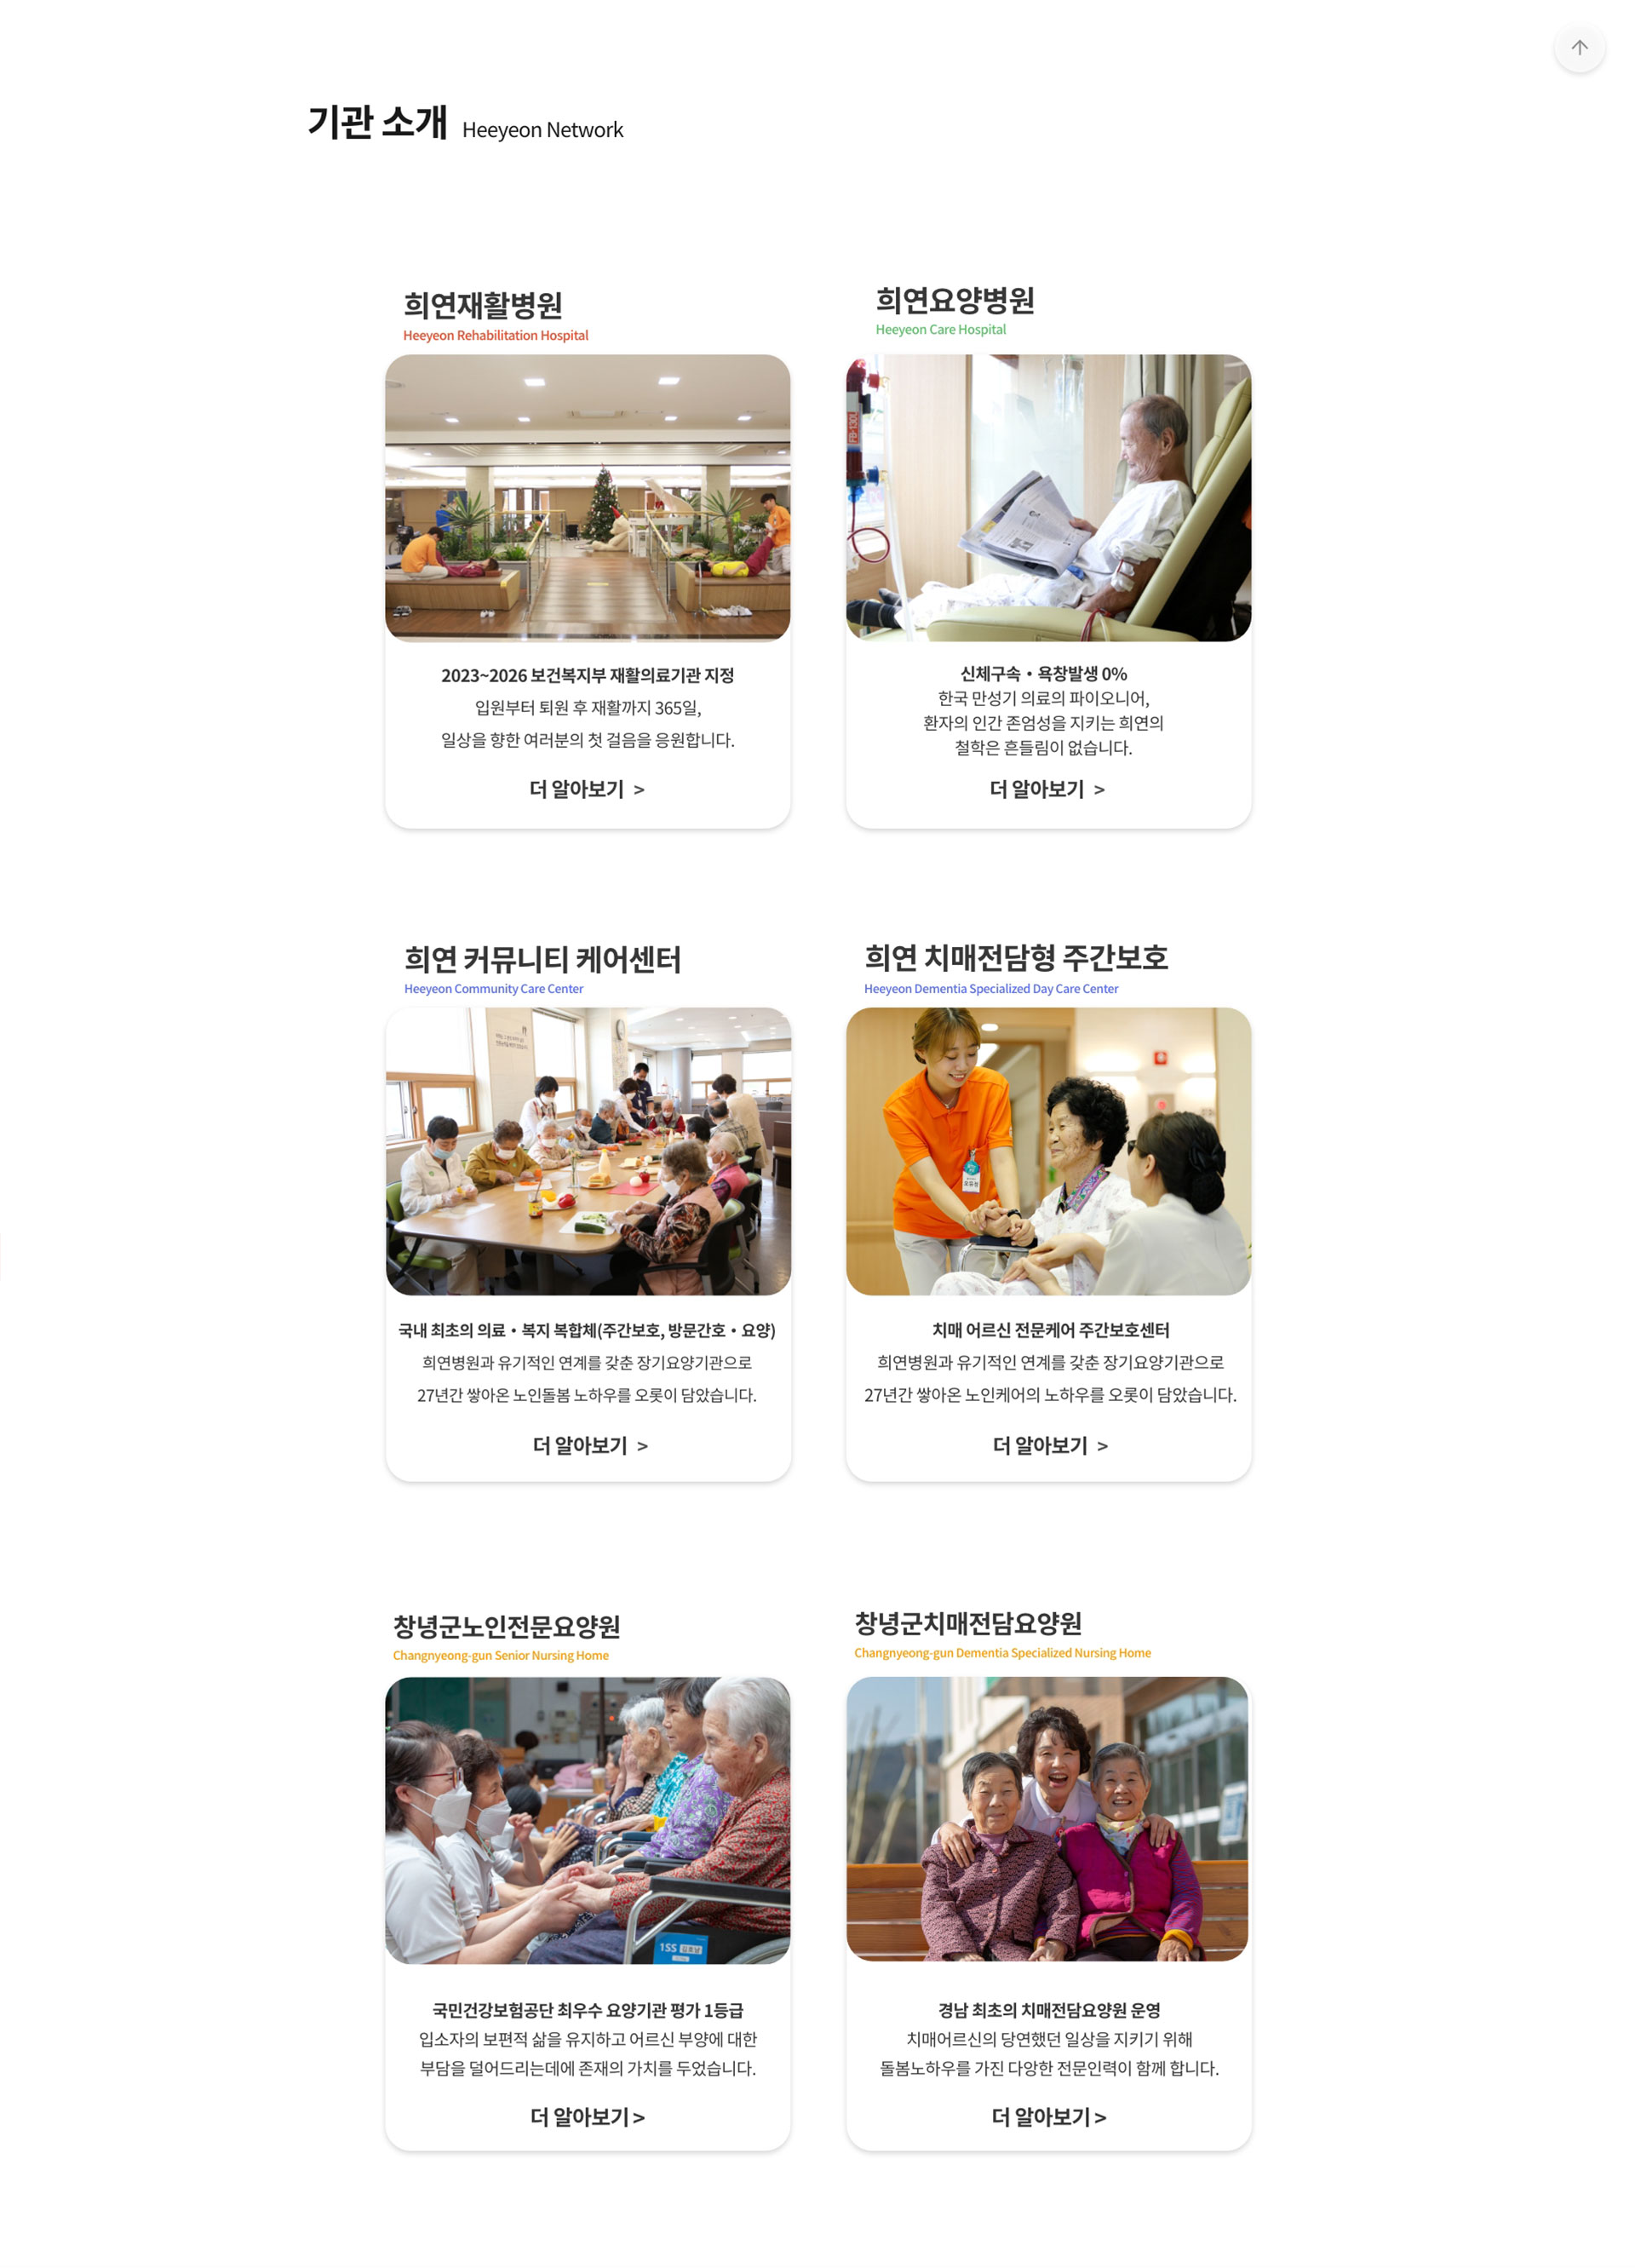 기관 소개 Heeyeon Network
희연재활병원
Heeyeon Rehabilitation Hospital
2023~2026 보건복지부 재활의료기관 지정
입원부터 퇴원 후 재활까지 365일,
일상을 향한 여러분의 첫 걸음을 응원합니다.
더 알아보기 >
희연요양병원
Heeyeon Care Hospital
신체구속・욕창발생 0%
한국 만성기 의료의 파이오니어,
환자의 인간 존엄성을 지키는 희연의
철학은 흔들림이 없습니다.
더 알아보기 >
희연 커뮤니티 케어센터
Heeyeon Community Care Center
국내 최초의 의료・복지 복합체(주간보호, 방문간호・요양)
희연병원과 유기적인 연계를 갖춘 장기요양기관으로
27년간 쌓아온 노인돌봄 노하우를 오롯이 담았습니다.
더 알아보기 >
희연 치매전담형 주간보호
Heeyeon Dementia Specialized Day Care Center
치매 어르신 전문케어 주간보호센터
희연병원과 유기적인 연계를 갖춘 장기요양기관으로
27년간 쌓아온 노인케어의 노하우를 오롯이 담았습니다.
더 알아보기 >
창녕군노인전문요양원
Changnyeong-gun Senior Nursing Home
1SS
국민건강보험공단 최우수 요양기관 평가 1등급
입소자의 보편적 삶을 유지하고 어르신 부양에 대한
부담을 덜어드리는데에 존재의 가치를 두었습니다.
더 알아보기 >
창녕군치매전담요양원
Changnyeong-gun Dementia Specialized Nursing Home
경남 최초의 치매전담요양원 운영
치매어르신의 당연했던 일상을 지키기 위해
돌봄노하우를 가진 다양한 전문인력이 함께 합니다.
더 알아보기 >